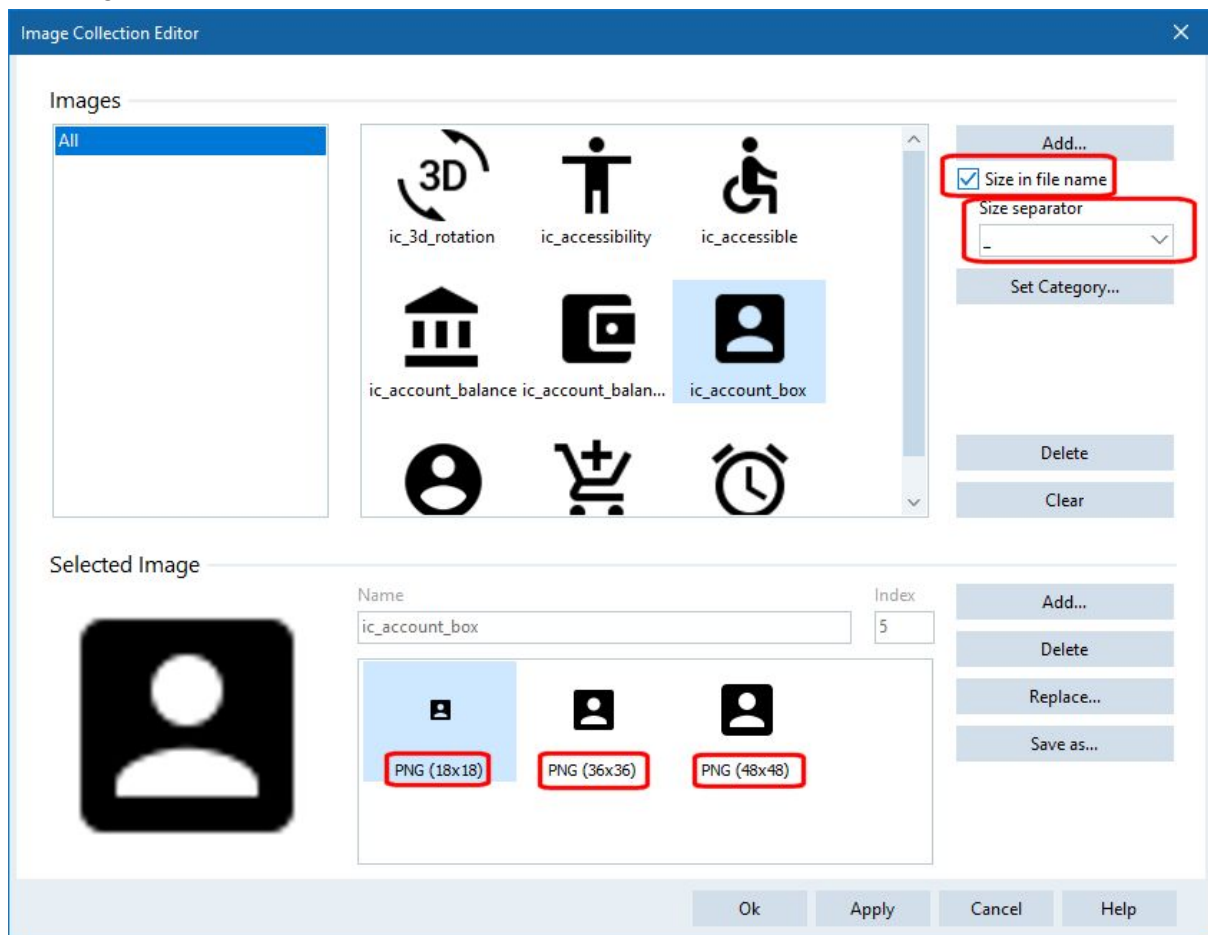 Image Collection Editor
Images
All
3D
ic_3d_rotation
ic_accessibility
ic_accessible
ic_account_balance
ic_account_balan...
ic_account_box
Add...
Size in file name
Size separator
_
Set Category...
Delete
Clear
Selected Image
Name
Index
ic_account_box
5
PNG (18x18)
PNG (36x36)
PNG (48x48)
Add...
Delete
Replace...
Save as...
Ok
Apply
Cancel
Help